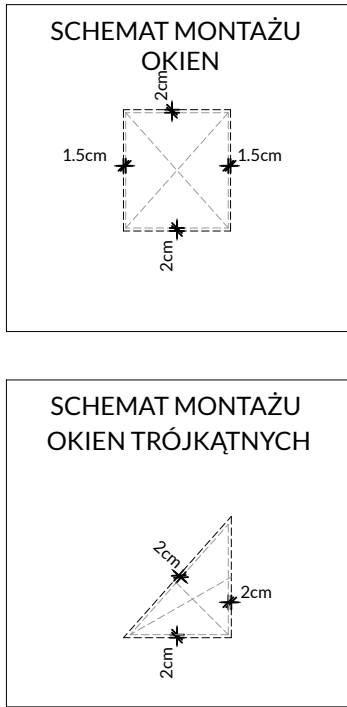 SCHEMAT MONTAŻU
OKIEN
2cm
1.5cm
1.5cm
2cm
SCHEMAT MONTAŻU
OKIEN TRÓJKĄTNYCH
2cm
2cm
2cm